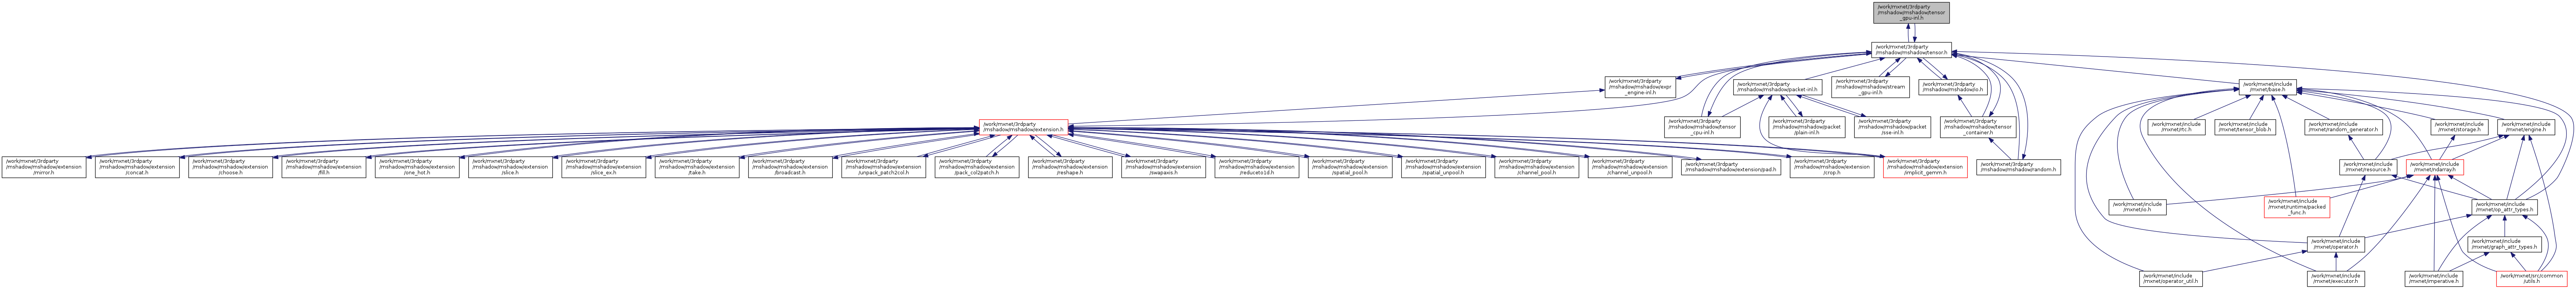 /work/mxnet/3rdparty
/mshadow/mshadow/tensor
_gpu-inl.h
/work/mxnet/3rdparty
/mshadow/mshadow/tensor.h
/work/mxnet/3rdparty
/mshadow/mshadow/expr
_engine-inl.h
/work/mxnet/3rdparty
/mshadow/mshadow/packet-inl.h
/work/mxnet/3rdparty
/mshadow/mshadow/stream
_gpu-inl.h
/work/mxnet/3rdparty
/mshadow/mshadow/io.h
/work/mxnet/include
/mxnet/base.h
/work/mxnet/3rdparty
/mshadow/mshadow/extension.h
/work/mxnet/3rdparty
/mshadow/mshadow/tensor
_cpu-inl.h
/work/mxnet/3rdparty
/mshadow/mshadow/packet
/plain-inl.h
/work/mxnet/3rdparty
/mshadow/mshadow/packet
/sse-inl.h
/work/mxnet/3rdparty
/mshadow/mshadow/tensor
_container.h
/work/mxnet/include
/mxnet/rtc.h
/work/mxnet/include
/mxnet/tensor_blob.h
/work/mxnet/include
/mxnet/random_generator.h
/work/mxnet/include
/mxnet/storage.h
/work/mxnet/include
/mxnet/engine.h
/work/mxnet/3rdparty
/mshadow/mshadow/extension
/mirror.h
/work/mxnet/3rdparty
/mshadow/mshadow/extension
/concat.h
/work/mxnet/3rdparty
/mshadow/mshadow/extension
/choose.h
/work/mxnet/3rdparty
/mshadow/mshadow/extension
/fill.h
/work/mxnet/3rdparty
/mshadow/mshadow/extension
/one_hot.h
/work/mxnet/3rdparty
/mshadow/mshadow/extension
/slice.h
/work/mxnet/3rdparty
/mshadow/mshadow/extension
/slice_ex.h
/work/mxnet/3rdparty
/mshadow/mshadow/extension
/take.h
/work/mxnet/3rdparty
/mshadow/mshadow/extension
/broadcast.h
/work/mxnet/3rdparty
/mshadow/mshadow/extension
/unpack_patch2col.h
/work/mxnet/3rdparty
/mshadow/mshadow/extension
/pack_col2patch.h
/work/mxnet/3rdparty
/mshadow/mshadow/extension
/reshape.h
/work/mxnet/3rdparty
/mshadow/mshadow/extension
/swapaxis.h
/work/mxnet/3rdparty
/mshadow/mshadow/extension
/reduceto1d.h
/work/mxnet/3rdparty
/mshadow/mshadow/extension
/spatial_pool.h
/work/mxnet/3rdparty
/mshadow/mshadow/extension
/spatial_unpool.h
/work/mxnet/3rdparty
/mshadow/mshadow/extension
/channel_pool.h
/work/mxnet/3rdparty
/mshadow/mshadow/extension
/channel_unpool.h
/work/mxnet/3rdparty
/mshadow/mshadow/extension/pad.h
/work/mxnet/3rdparty
/mshadow/mshadow/extension
/crop.h
/work/mxnet/3rdparty
/mshadow/mshadow/extension
/implicit_gemm.h
/work/mxnet/3rdparty
/mshadow/mshadow/random.h
/work/mxnet/include
/mxnet/resource.h
/work/mxnet/include
/mxnet/ndarray.h
/work/mxnet/include
/mxnet/io.h
/work/mxnet/include
/mxnet/runtime/packed
_func.h
/work/mxnet/include
/mxnet/op_attr_types.h
/work/mxnet/include
/mxnet/operator.h
/work/mxnet/include
/mxnet/graph_attr_types.h
/work/mxnet/include
/mxnet/operator_util.h
/work/mxnet/include
/mxnet/executor.h
/work/mxnet/include
/mxnet/imperative.h
/work/mxnet/src/common
/utils.h